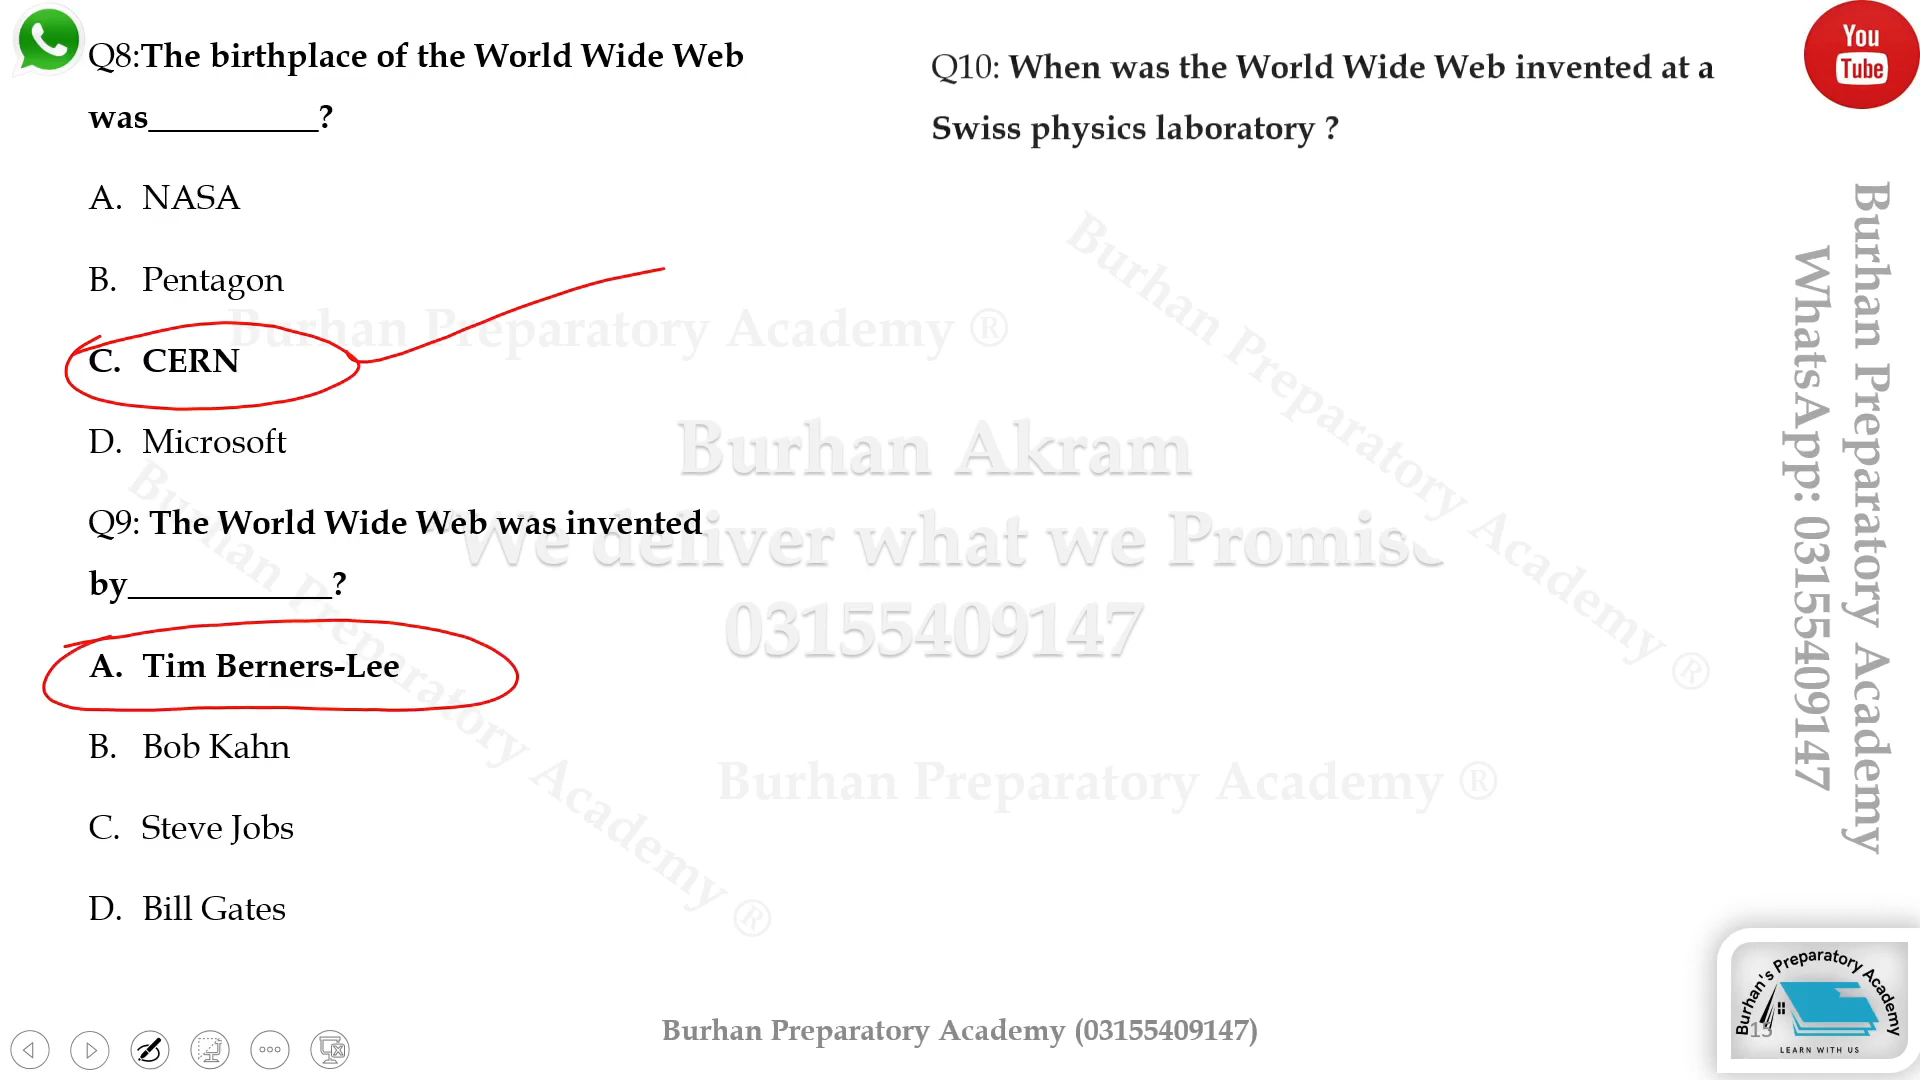 Q8:The birthplace of the World Wide Web
was__________?
A. NASA
B. Pentagon
C. CERN
D. Microsoft
Q9: The World Wide Web was invented
by____________?
A. Tim Berners-Lee
B. Bob Kahn
C. Steve Jobs
D. Bill Gates
Q10: When was the World Wide Web invented at a
Swiss physics laboratory ?
You
Tube
Burhan Preparatory Academy
WhatsApp: 03155409147
Burhan Preparatory Academy ®
Burhan Preparatory Academy ®
Burhan Akram
We deliver what we Promise
03155409147
Burhan Preparatory Academy ®
Burhan Preparatory Academy ®
Burhan Preparatory Academy (03155409147)
Burhan's Preparatory Academy
13
LEARN WITH US